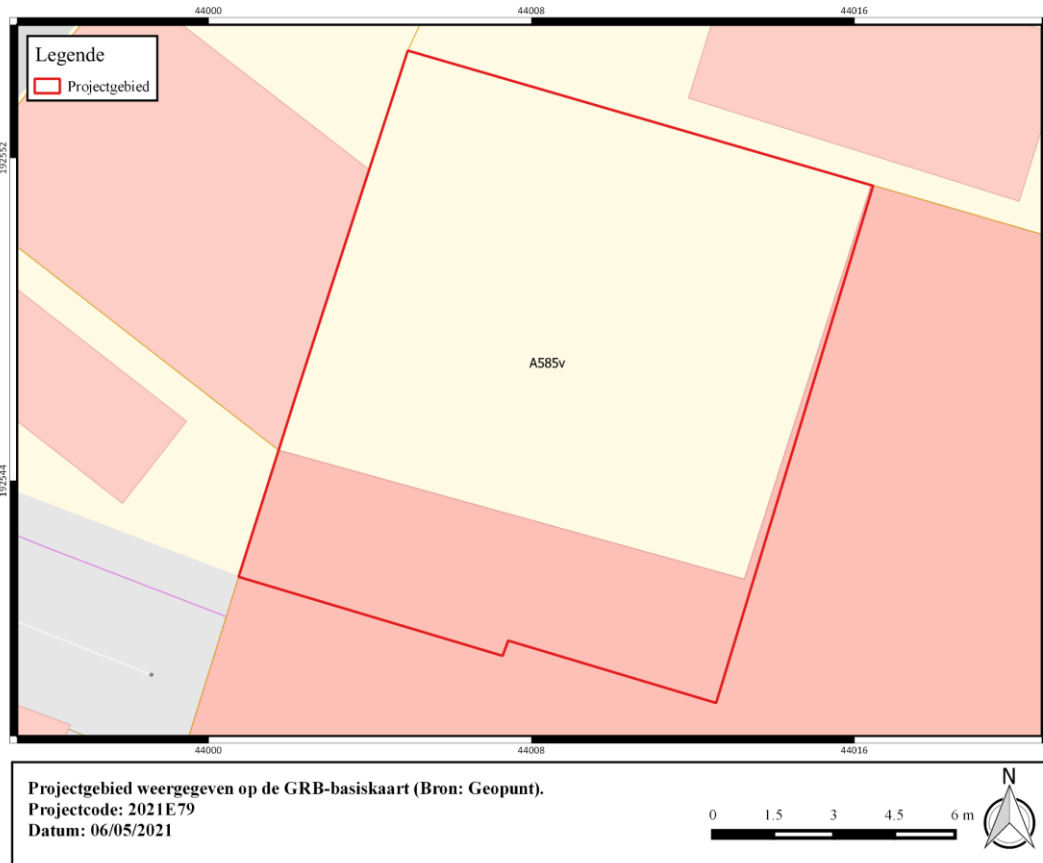 44000 44008 44016
Legende
Projectgebied
192552
A585v
192544
44000 44008 44016
Projectgebied weergegeven op de GRB-basiskaart (Bron: Geopunt).
Projectcode: 2021E79
Datum: 06/05/2021
N
0 1.5 3 4.5 6 m